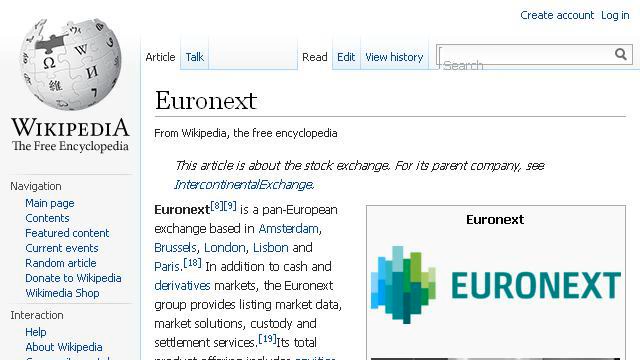 Create account Log in
Article Talk Read Edit View history Search
WIKIPEDIA
The Free Encyclopedia
Euronext
From Wikipedia, the free encyclopedia
This article is about the stock exchange. For its parent company, see
IntercontinentalExchange.
Navigation
Main page
Contents
Featured content
Current events
Random article
Donate to Wikipedia
Wikimedia Shop
Interaction
Help
About Wikipedia
Euronext[8][9] is a pan-European
exchange based in Amsterdam,
Brussels, London, Lisbon and
Paris.[18] In addition to cash and
derivatives markets, the Euronext
group provides listing market data,
market solutions, custody and
settlement services.[19]Its total
product offering includes equities
Euronext
EURONEXT